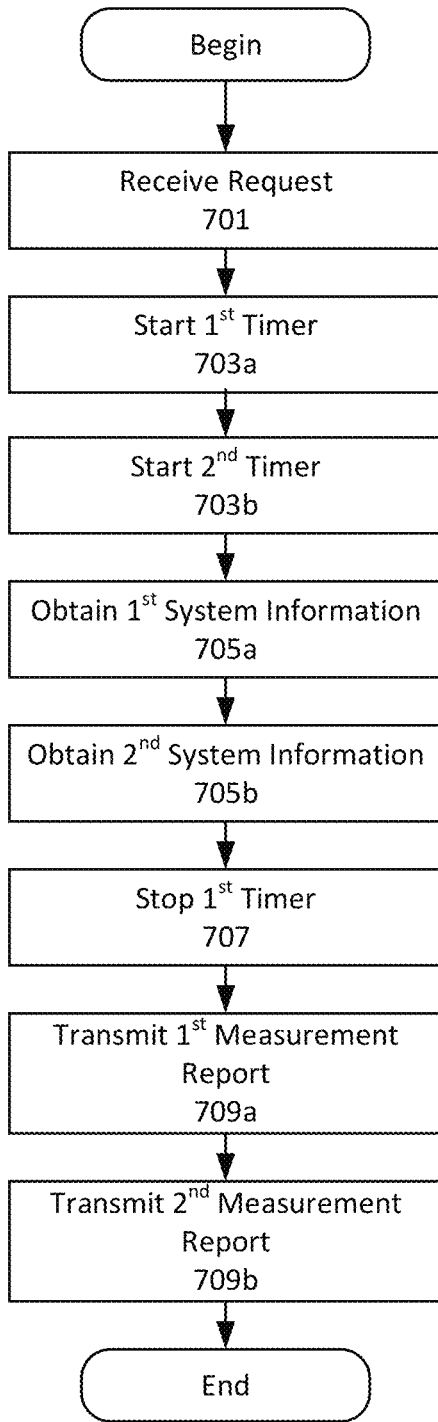 Begin
Receive Request
701
Start 1st Timer
703a
Start 2nd Timer
703b
Obtain 1st System Information
705a
Obtain 2nd System Information
705b
Stop 1st Timer
707
Transmit 1st Measurement
Report
709a
Transmit 2nd Measurement
Report
709b
End